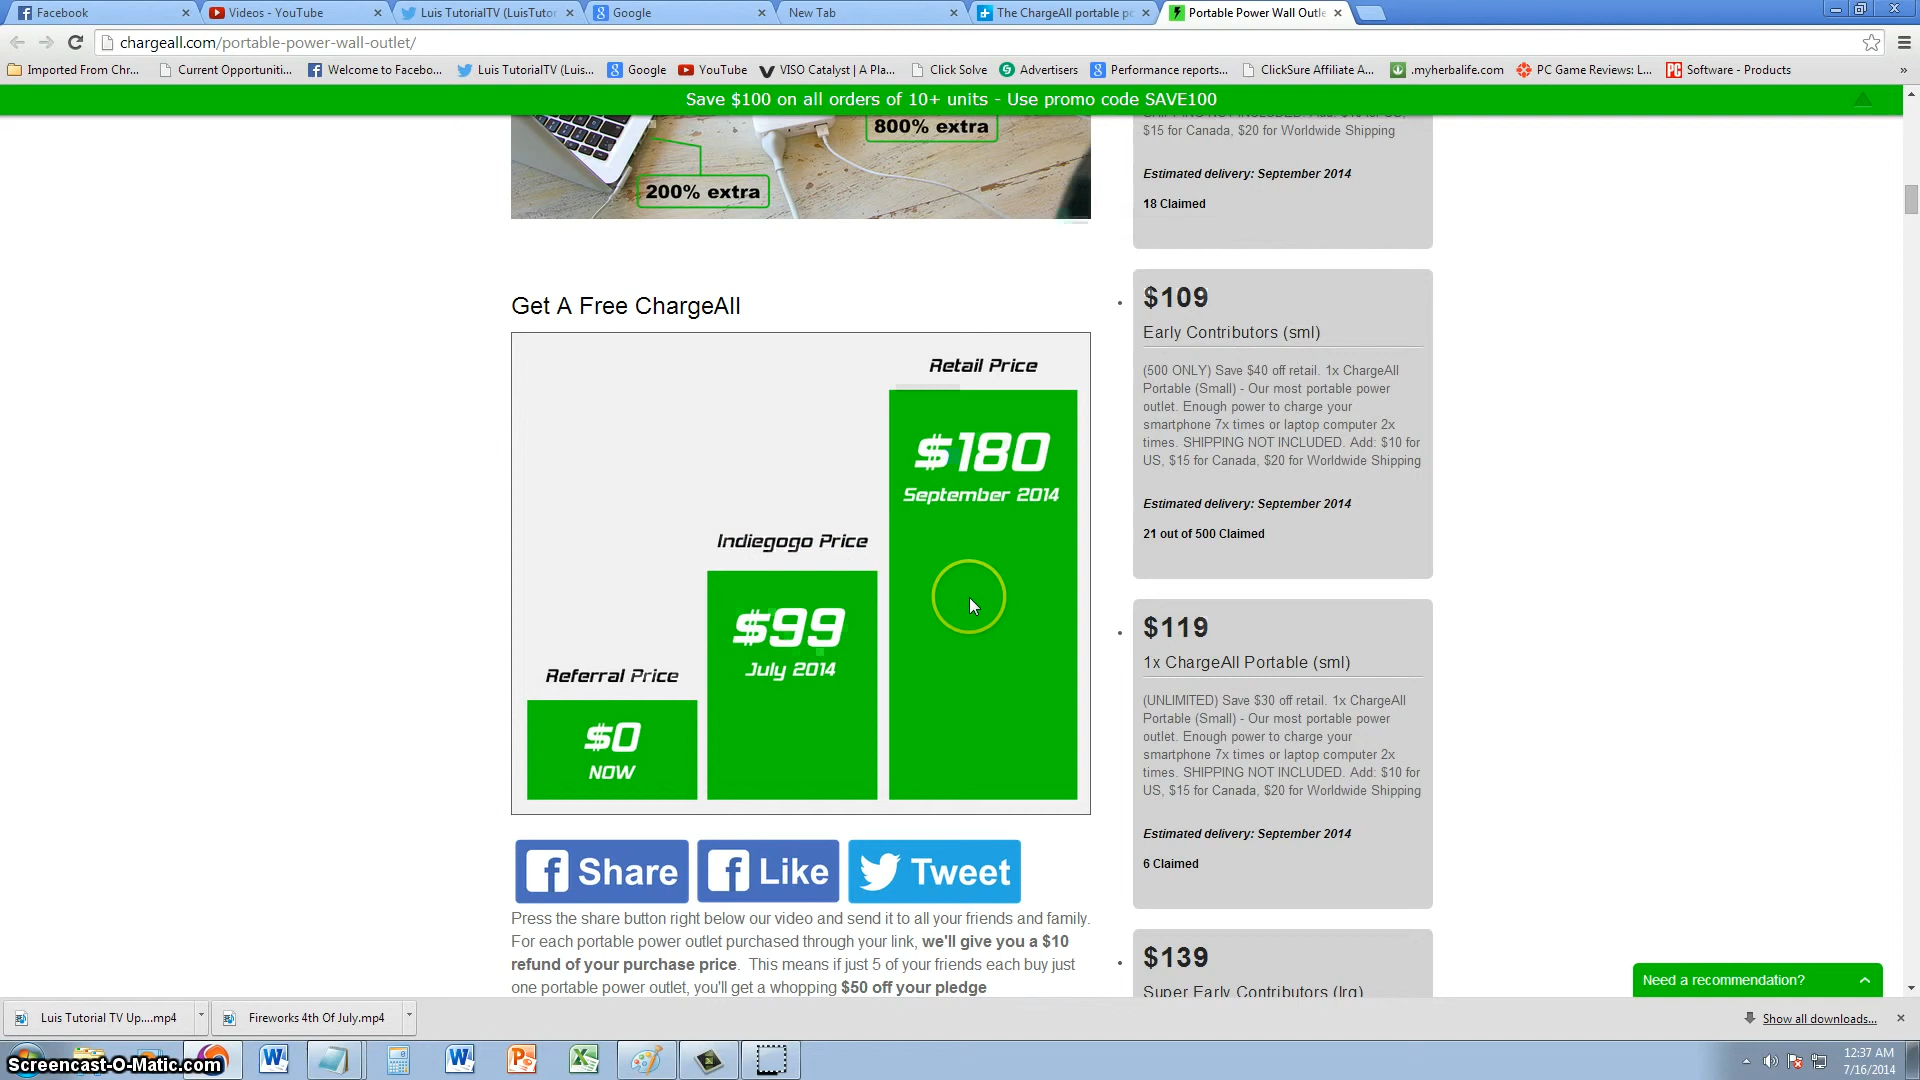 Facebook
Videos - YouTube
Luis TutorialTV (LuisTutor
Google
New Tab
The ChargeAll portable po
Portable Power Wall Outle
chargeall.com/portable-power-wall-outlet/
Imported From Chr...
Current Opportuniti...
Welcome to Facebo...
Luis TutorialTV (Luis...
Google
YouTube
VISO Catalyst | A Pla...
Click Solve
Advertisers
Performance reports...
ClickSure Affiliate A...
.myherbalife.com
PC Game Reviews: L...
Software - Products
Save $100 on all orders of 10+ units - Use promo code SAVE100
800% extra
200% extra
$15 for Canada, $20 for Worldwide Shipping
Estimated delivery: September 2014
18 Claimed
Get A Free ChargeAll
Retail Price
$180
September 2014
Indiegogo Price
$99
July 2014
Referral Price
$0
NOW
Share
Like
Tweet
Press the share button right below our video and send it to all your friends and family.
For each portable power outlet purchased through your link, we'll give you a $10
refund of your purchase price. This means if just 5 of your friends each buy just
one portable power outlet, you'll get a whopping $50 off your pledge
$109
Early Contributors (sml)
(500 ONLY) Save $40 off retail. 1x ChargeAll
Portable (Small) - Our most portable power
outlet. Enough power to charge your
smartphone 7x times or laptop computer 2x
times. SHIPPING NOT INCLUDED. Add: $10 for
US, $15 for Canada, $20 for Worldwide Shipping
Estimated delivery: September 2014
21 out of 500 Claimed
$119
1x ChargeAll Portable (sml)
(UNLIMITED) Save $30 off retail. 1x ChargeAll
Portable (Small) - Our most portable power
outlet. Enough power to charge your
smartphone 7x times or laptop computer 2x
times. SHIPPING NOT INCLUDED. Add: $10 for
US, $15 for Canada, $20 for Worldwide Shipping
Estimated delivery: September 2014
6 Claimed
$139
Super Early Contributors (lrg)
Need a recommendation?
Luis Tutorial TV Up....mp4
Fireworks 4th Of July.mp4
Show all downloads...
Screencast-O-Matic.com
12:37 AM
7/16/2014